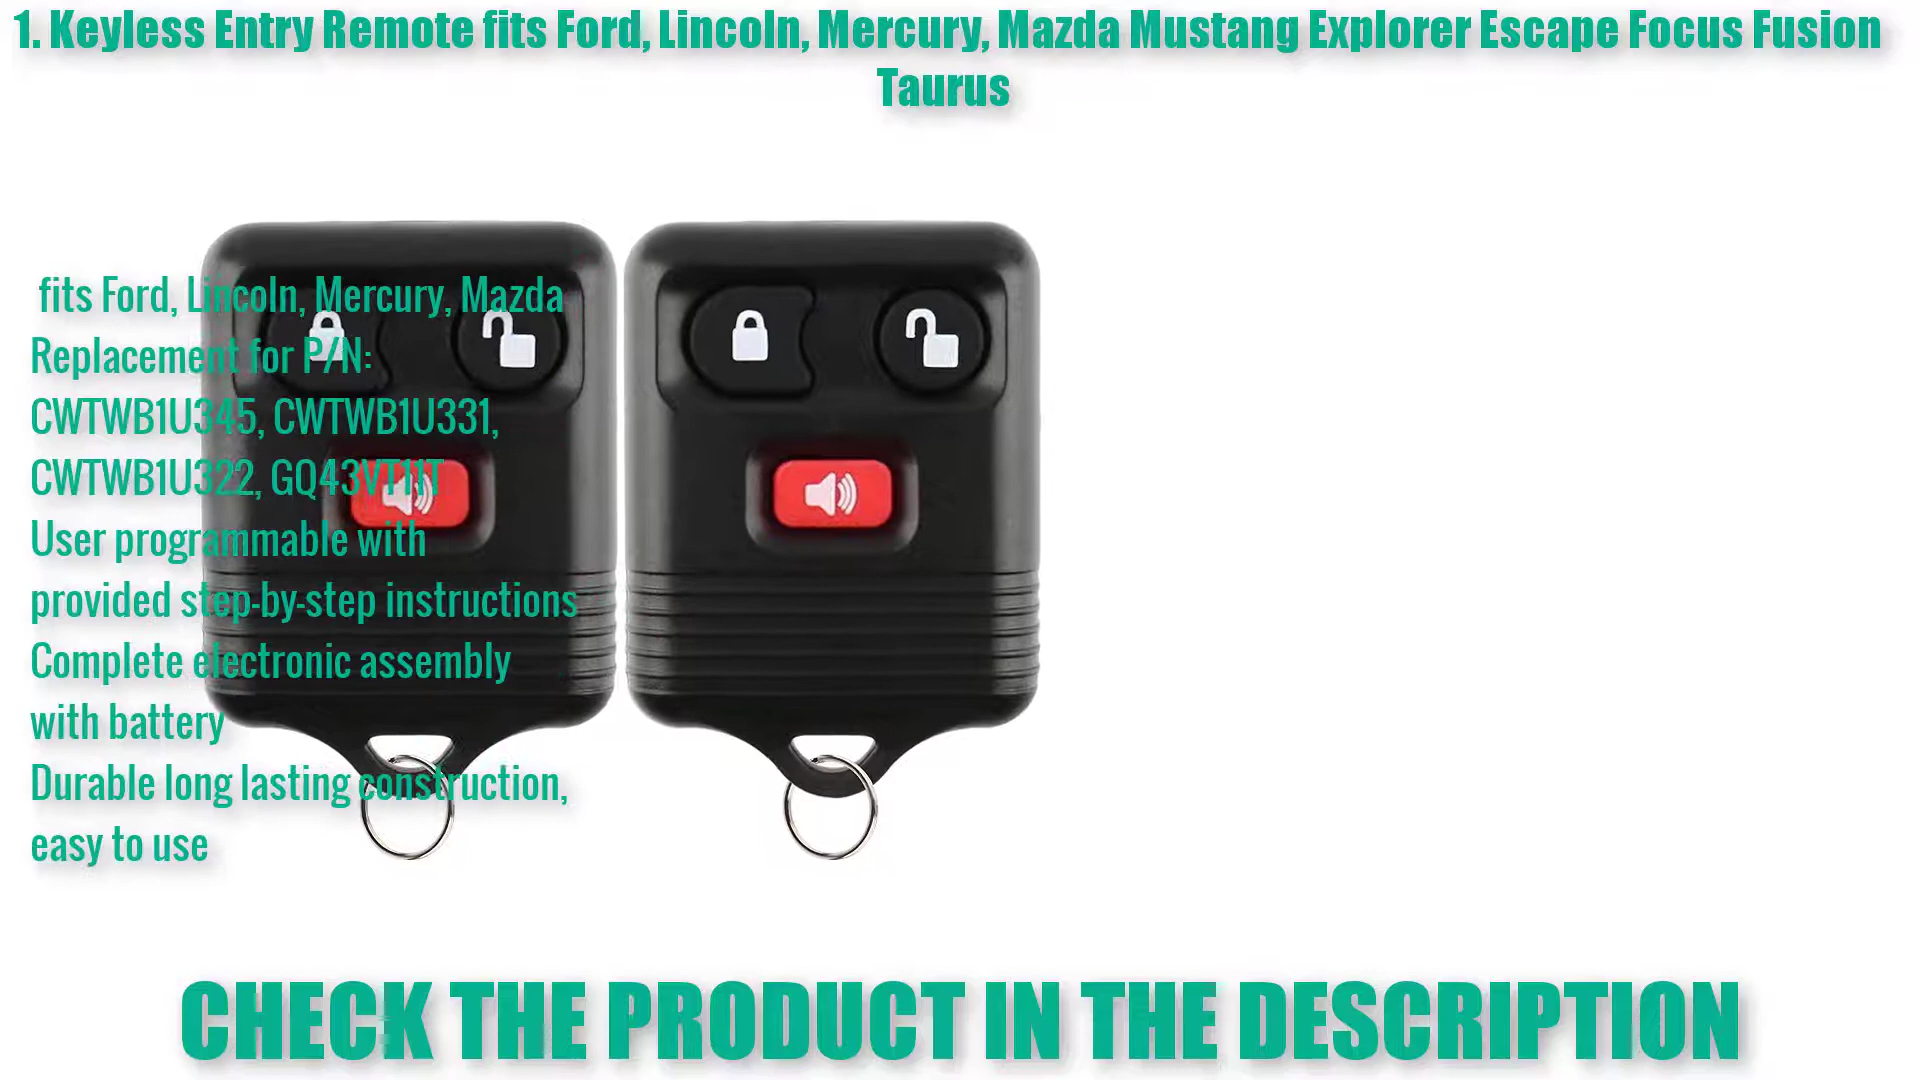 1. Keyless Entry Remote fits Ford, Lincoln, Mercury, Mazda Mustang Explorer Escape Focus Fusion
Taurus
fits Ford, Lincoln, Mercury, Mazda
Replacement for P/N:
CWTWB1U345, CWTWB1U331,
CWTWB1U322, GQ43VT11T
User programmable with
provided step-by-step instructions
Complete electronic assembly
with battery
Durable long lasting construction,
easy to use
CHECK THE PRODUCT IN THE DESCRIPTION